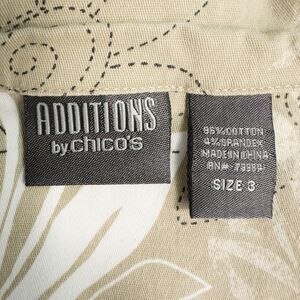 ADDITIONS
by chico's
96% COTTON
4% SPANDEX
MADE IN CHINA
RN#
SIZE 3